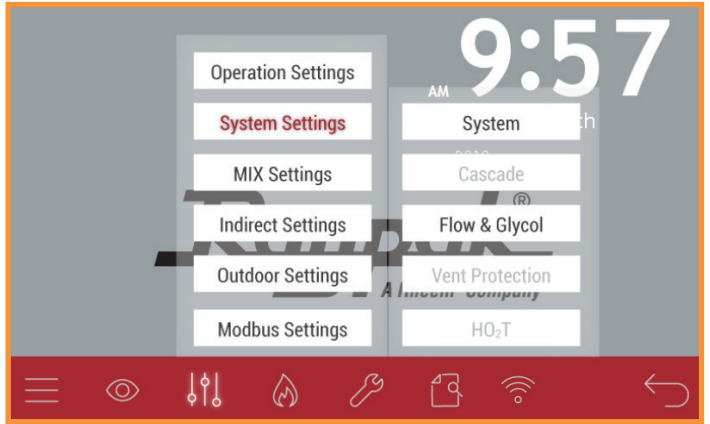 9:57
AM
Operation Settings
System Settings
MIX Settings
Indirect Settings
Outdoor Settings
Modbus Settings
System
Cascade
Flow & Glycol
Vent Protection
HO₂T
®
Company